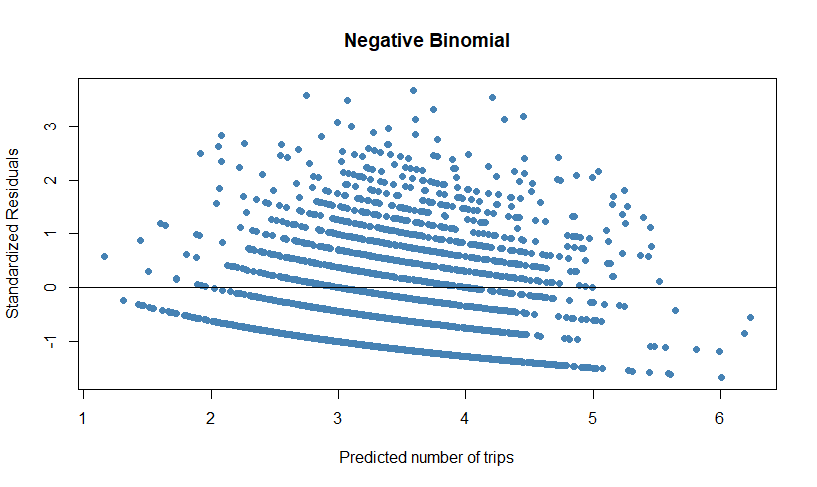 Negative Binomial
Standardized Residuals
3
2
1
0
-1
1 2 3 4 5 6
Predicted number of trips